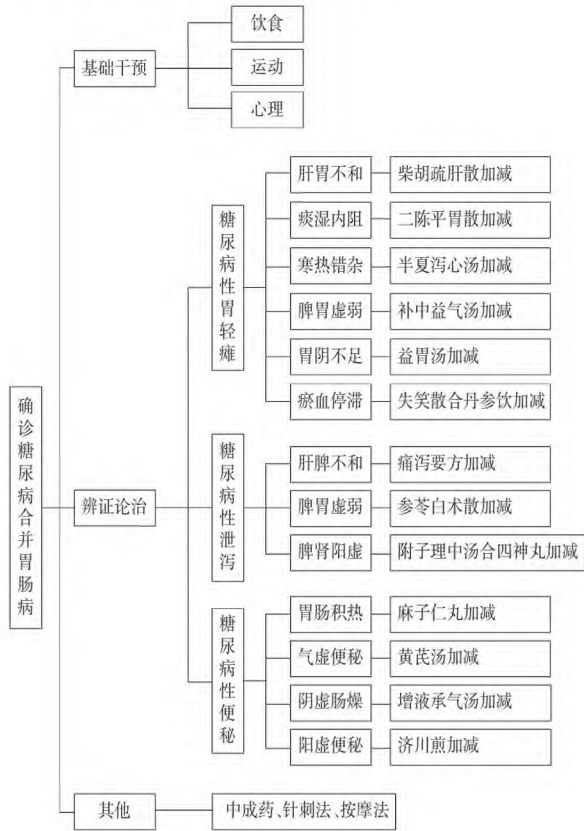 饮食
基础干预
运动
心理
肝胃不和
柴胡疏肝散加减
痰湿内阻
二陈平胃散加减
糖尿病性胃轻瘫
寒热错杂
半夏泻心汤加减
脾胃虚弱
补中益气汤加减
胃阴不足
益胃汤加减
瘀血停滞
失笑散合丹参饮加减
确诊糖尿病合并胃肠病
辨证论治
糖尿病性泄泻
肝脾不和
痛泻要方加减
脾胃虚弱
参苓白术散加减
脾肾阳虚
附子理中汤合四神丸加减
糖尿病性便秘
胃肠积热
麻子仁丸加减
气虚便秘
黄芪汤加减
阴虚肠燥
增液承气汤加减
阳虚便秘
济川煎加减
其他
中成药、针刺法、按摩法